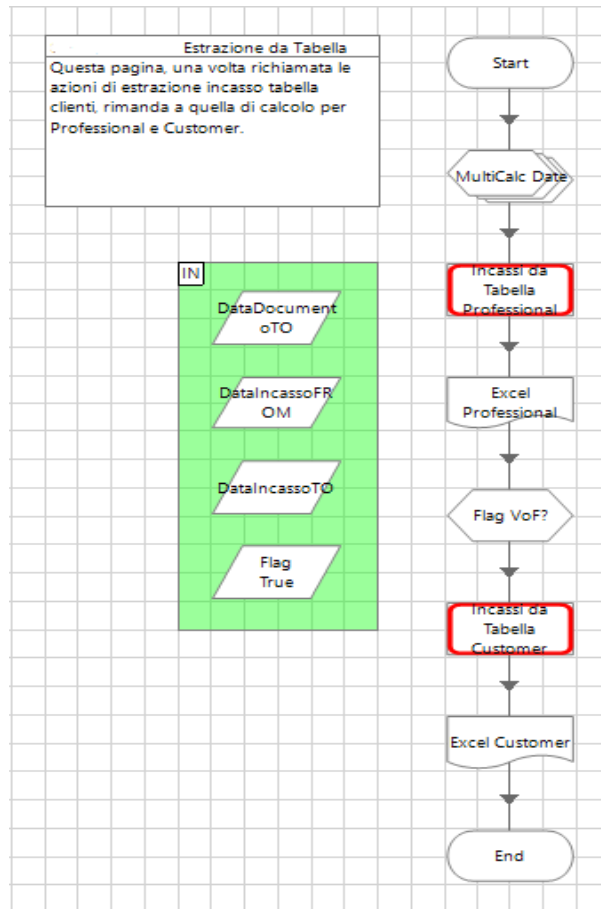 Estrazione da Tabella
Questa pagina, una volta richiamata le
azioni di estrazione incasso tabella
clienti, rimanda a quella di calcolo per
Professional e Customer.
Start
MultiCalc Date
Incassi da
Tabella
Professional
Excel
Professional
Flag VoF?
Incassi da
Tabella
Customer
Excel Customer
End
IN
DataDocument
oTO
DataIncassoFR
OM
DataIncassoTO
Flag
True